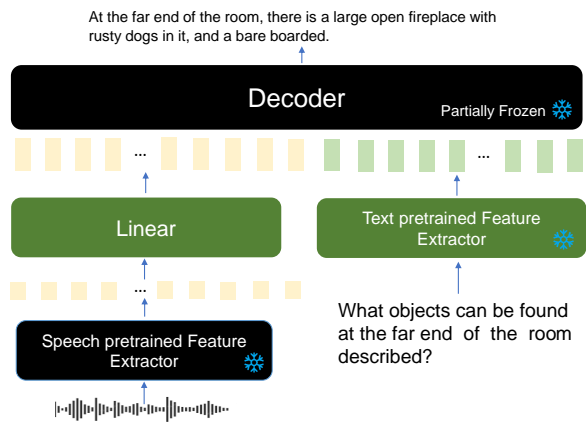 At the far end of the room, there is a large open fireplace with
rusty dogs in it, and a bare boarded.
Decoder
Partially Frozen
...
...
Linear
Text pretrained Feature
Extractor
...
What objects can be found
at the far end of the room
described?
Speech pretrained Feature
Extractor